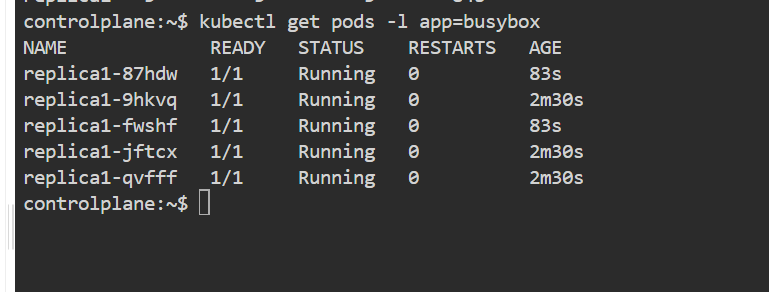 controlplane:~$ kubectl get pods -l app=busybox
NAME             READY   STATUS    RESTARTS   AGE
replica1-87hdw   1/1     Running   0          83s
replica1-9hkvq   1/1     Running   0          2m30s
replica1-fwshf   1/1     Running   0          83s
replica1-jftcx   1/1     Running   0          2m30s
replica1-qvfff   1/1     Running   0          2m30s
controlplane:~$